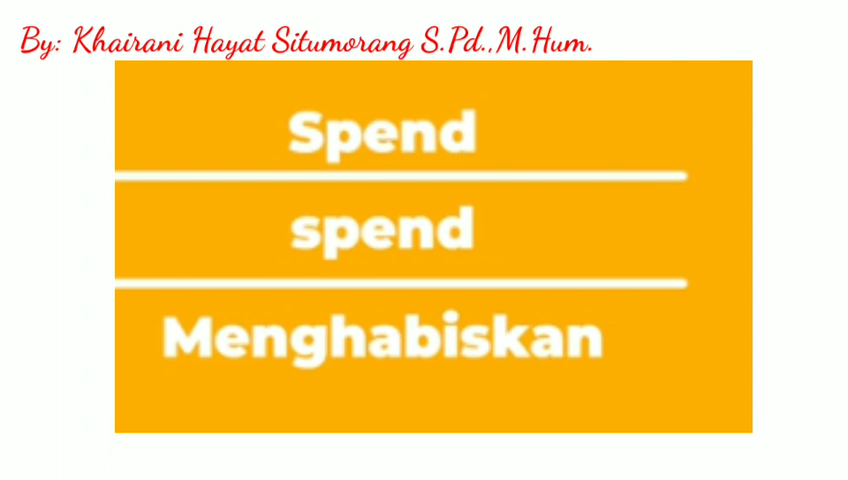 By: Khairani Hayat Situmorang S.Pd.,M.Hum.
Spend
spend
Menghabiskan